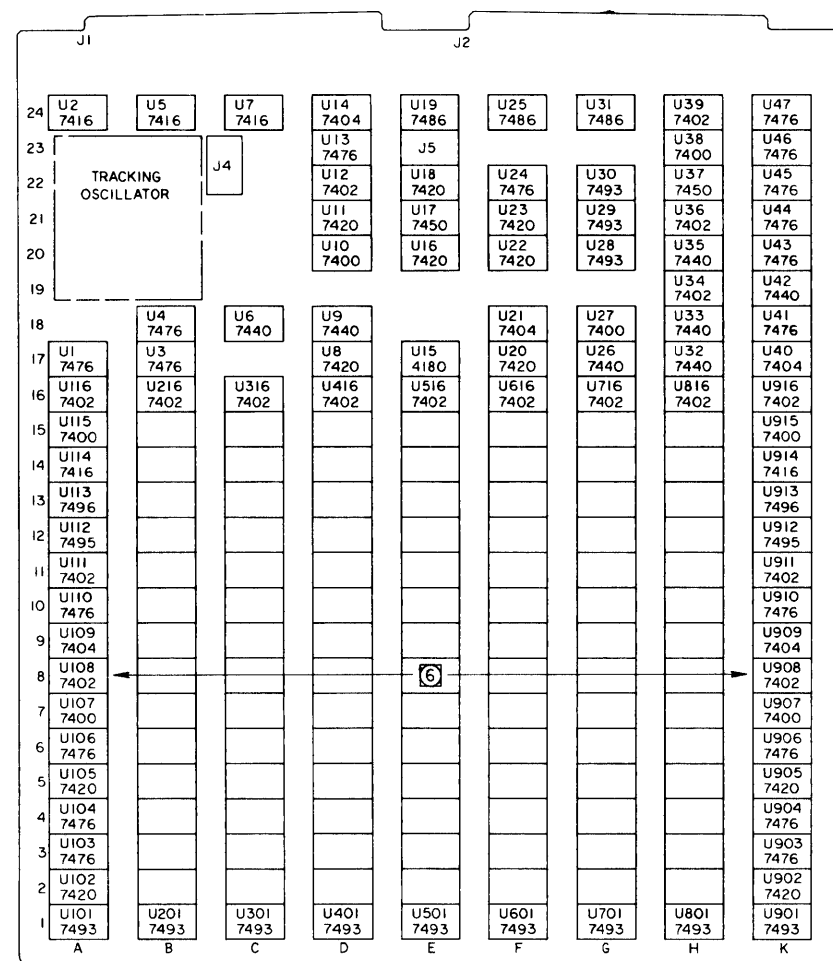 J1 J2
24 U2 U5 U7 U14 U19 U25 U31 U39 U47
7416 7416 7416 7404 7486 7486 7486 7402 7476
23 U13 J5 U38 U46
7476 7400 7476
J4
TRACKING
OSCILLATOR
22 U12 U18 U24 U30 U37 U45
7402 7420 7476 7493 7450 7476
21 U11 U17 U23 U29 U36 U44
7420 7450 7420 7493 7402 7476
20 U10 U16 U22 U28 U35 U43
7400 7420 7420 7493 7440 7476
19 U34 U42
7402 7440
18 U4 U6 U9 U21 U27 U33 U41
7476 7440 7440 7404 7400 7440 7476
17 U1 U3 U8 U15 U20 U26 U32 U40
7476 7476 7420 4180 7420 7440 7440 7404
16 U116 U216 U316 U416 U516 U616 U716 U816 U916
7402 7402 7402 7402 7402 7402 7402 7402 7402
15 U115 U915
7400 7400
14 U114 U914
7416 7416
13 U113 U913
7496 7496
12 U112 U912
7495 7495
11 U111 U911
7402 7402
10 U110 U910
7476 7476
9 U109 U909
7404 7404
8 U108 6 U908
7402 7402
7 U107 U907
7400 7400
6 U106 U906
7476 7476
5 U105 U905
7420 7420
4 U104 U904
7476 7476
3 U103 U903
7476 7476
2 U102 U902
7420 7420
1 U101 U201 U301 U401 U501 U601 U701 U801 U901
7493 7493 7493 7493 7493 7493 7493 7493 7493
A B C D E F G H K